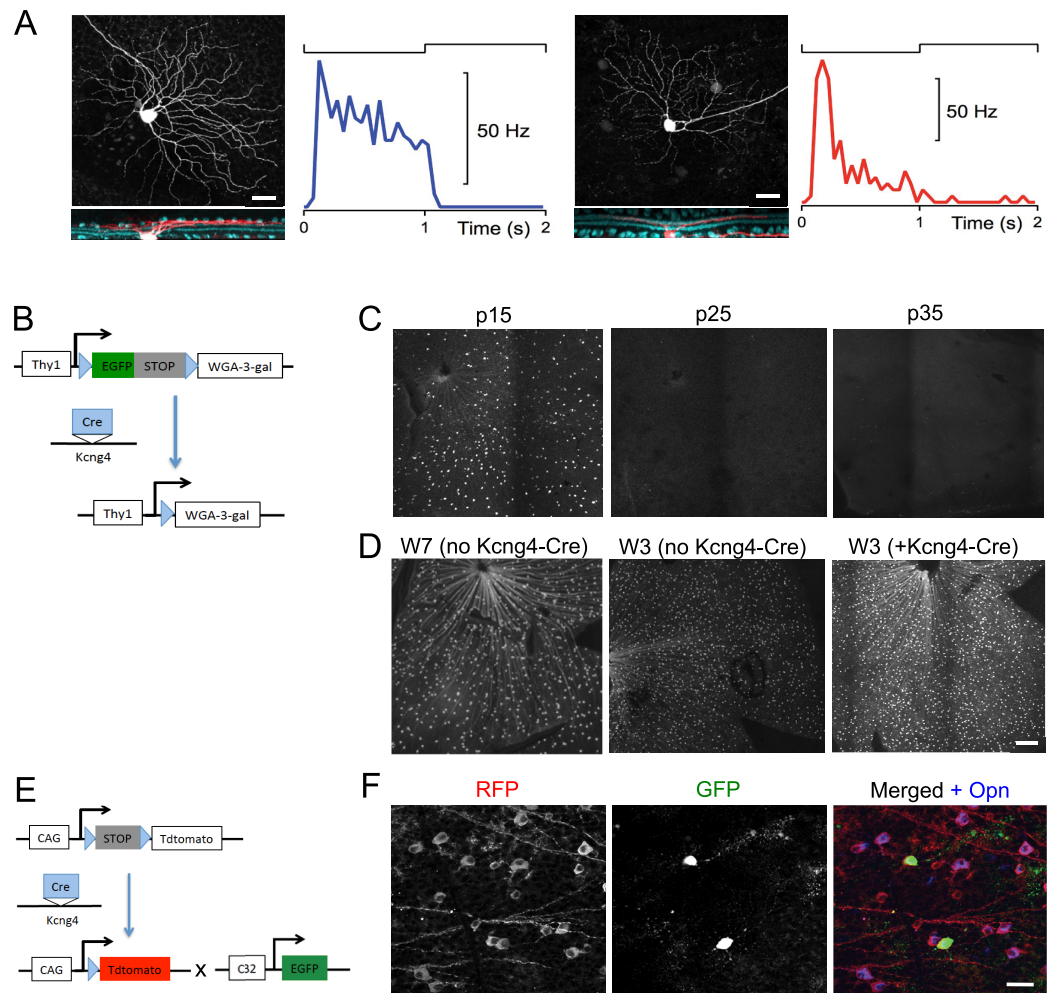 A
50 Hz
0
1
Time (s)
2
50 Hz
0
1
Time (s)
2
B
Thy1
EGFP
STOP
WGA-3-gal
Cre
Kcng4
Thy1
WGA-3-gal
C
p15
p25
p35
D
W7 (no Kcng4-Cre)
W3 (no Kcng4-Cre)
W3 (+Kcng4-Cre)
E
CAG
STOP
Tdtomato
Cre
Kcng4
CAG
Tdtomato
X
C32
EGFP
F
RFP
GFP
Merged + Opn